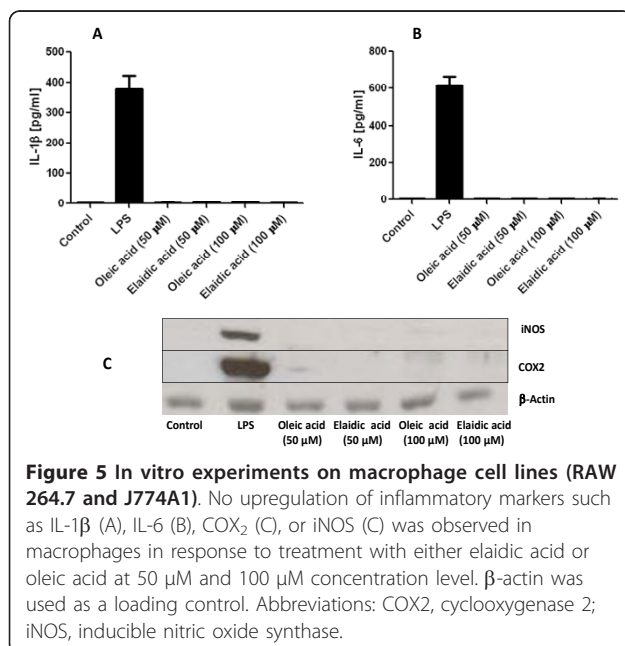 A
B
500
400
300
200
100
0
IL-1β [pg/ml]
Control
LPS
Oleic acid (50 µM)
Elaidic acid (50 µM)
Oleic acid (100 µM)
Elaidic acid (100 µM)
800
600
400
200
0
IL-6 [pg/ml]
Control
LPS
Oleic acid (50 µM)
Elaidic acid (50 µM)
Oleic acid (100 µM)
Elaidic acid (100 µM)
C
iNOS
COX2
β-Actin
Control LPS Oleic acid Elaidic acid Oleic acid Elaidic acid
(50 µM) (50 µM) (100 µM) (100 µM)
Figure 5 In vitro experiments on macrophage cell lines (RAW
264.7 and J774A1). No upregulation of inflammatory markers such
as IL-1β (A), IL-6 (B), COX₂ (C), or iNOS (C) was observed in
macrophages in response to treatment with either elaidic acid or
oleic acid at 50 µM and 100 µM concentration level. β-actin was
used as a loading control. Abbreviations: COX2, cyclooxygenase 2;
iNOS, inducible nitric oxide synthase.